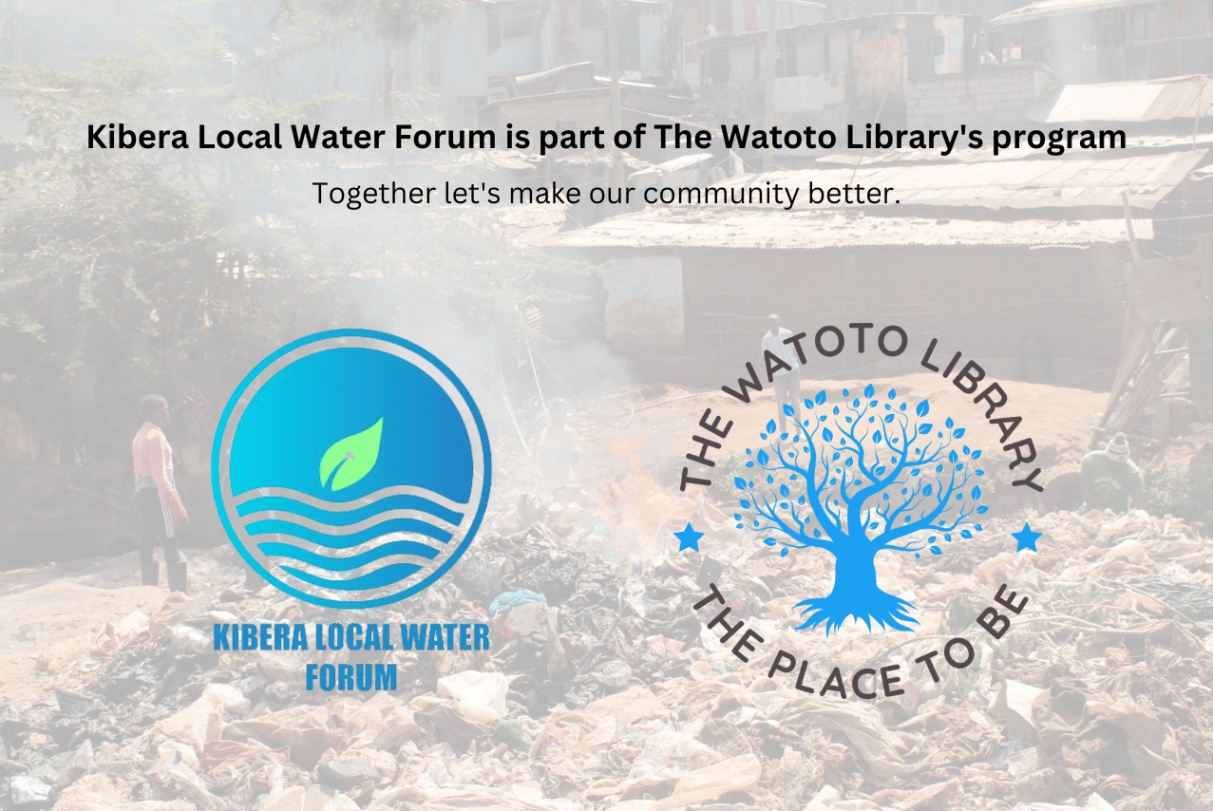 Kibera Local Water Forum is part of The Watoto Library's program
Together let's make our community better.
KIBERA LOCAL WATER
FORUM
THE WATOTO LIBRARY
THE PLACE TO BE